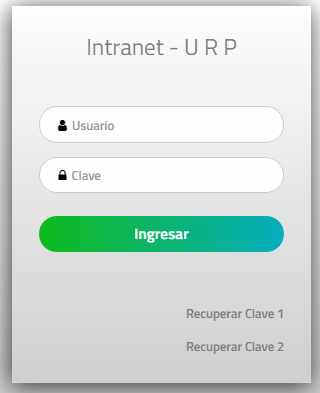 Intranet - U R P
Usuario
Clave
Ingresar
Recuperar Clave 1
Recuperar Clave 2